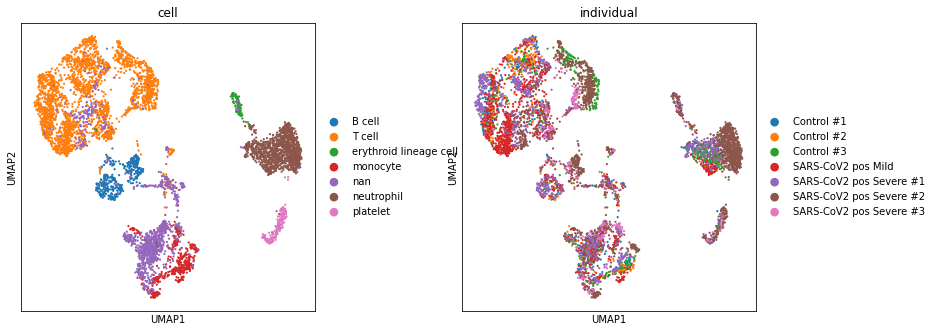 cell
UMAP2
UMAP1
B cell
T cell
erythroid lineage cell
monocyte
nan
neutrophil
platelet
individual
UMAP2
UMAP1
Control #1
Control #2
Control #3
SARS-CoV2 pos Mild
SARS-CoV2 pos Severe #1
SARS-CoV2 pos Severe #2
SARS-CoV2 pos Severe #3